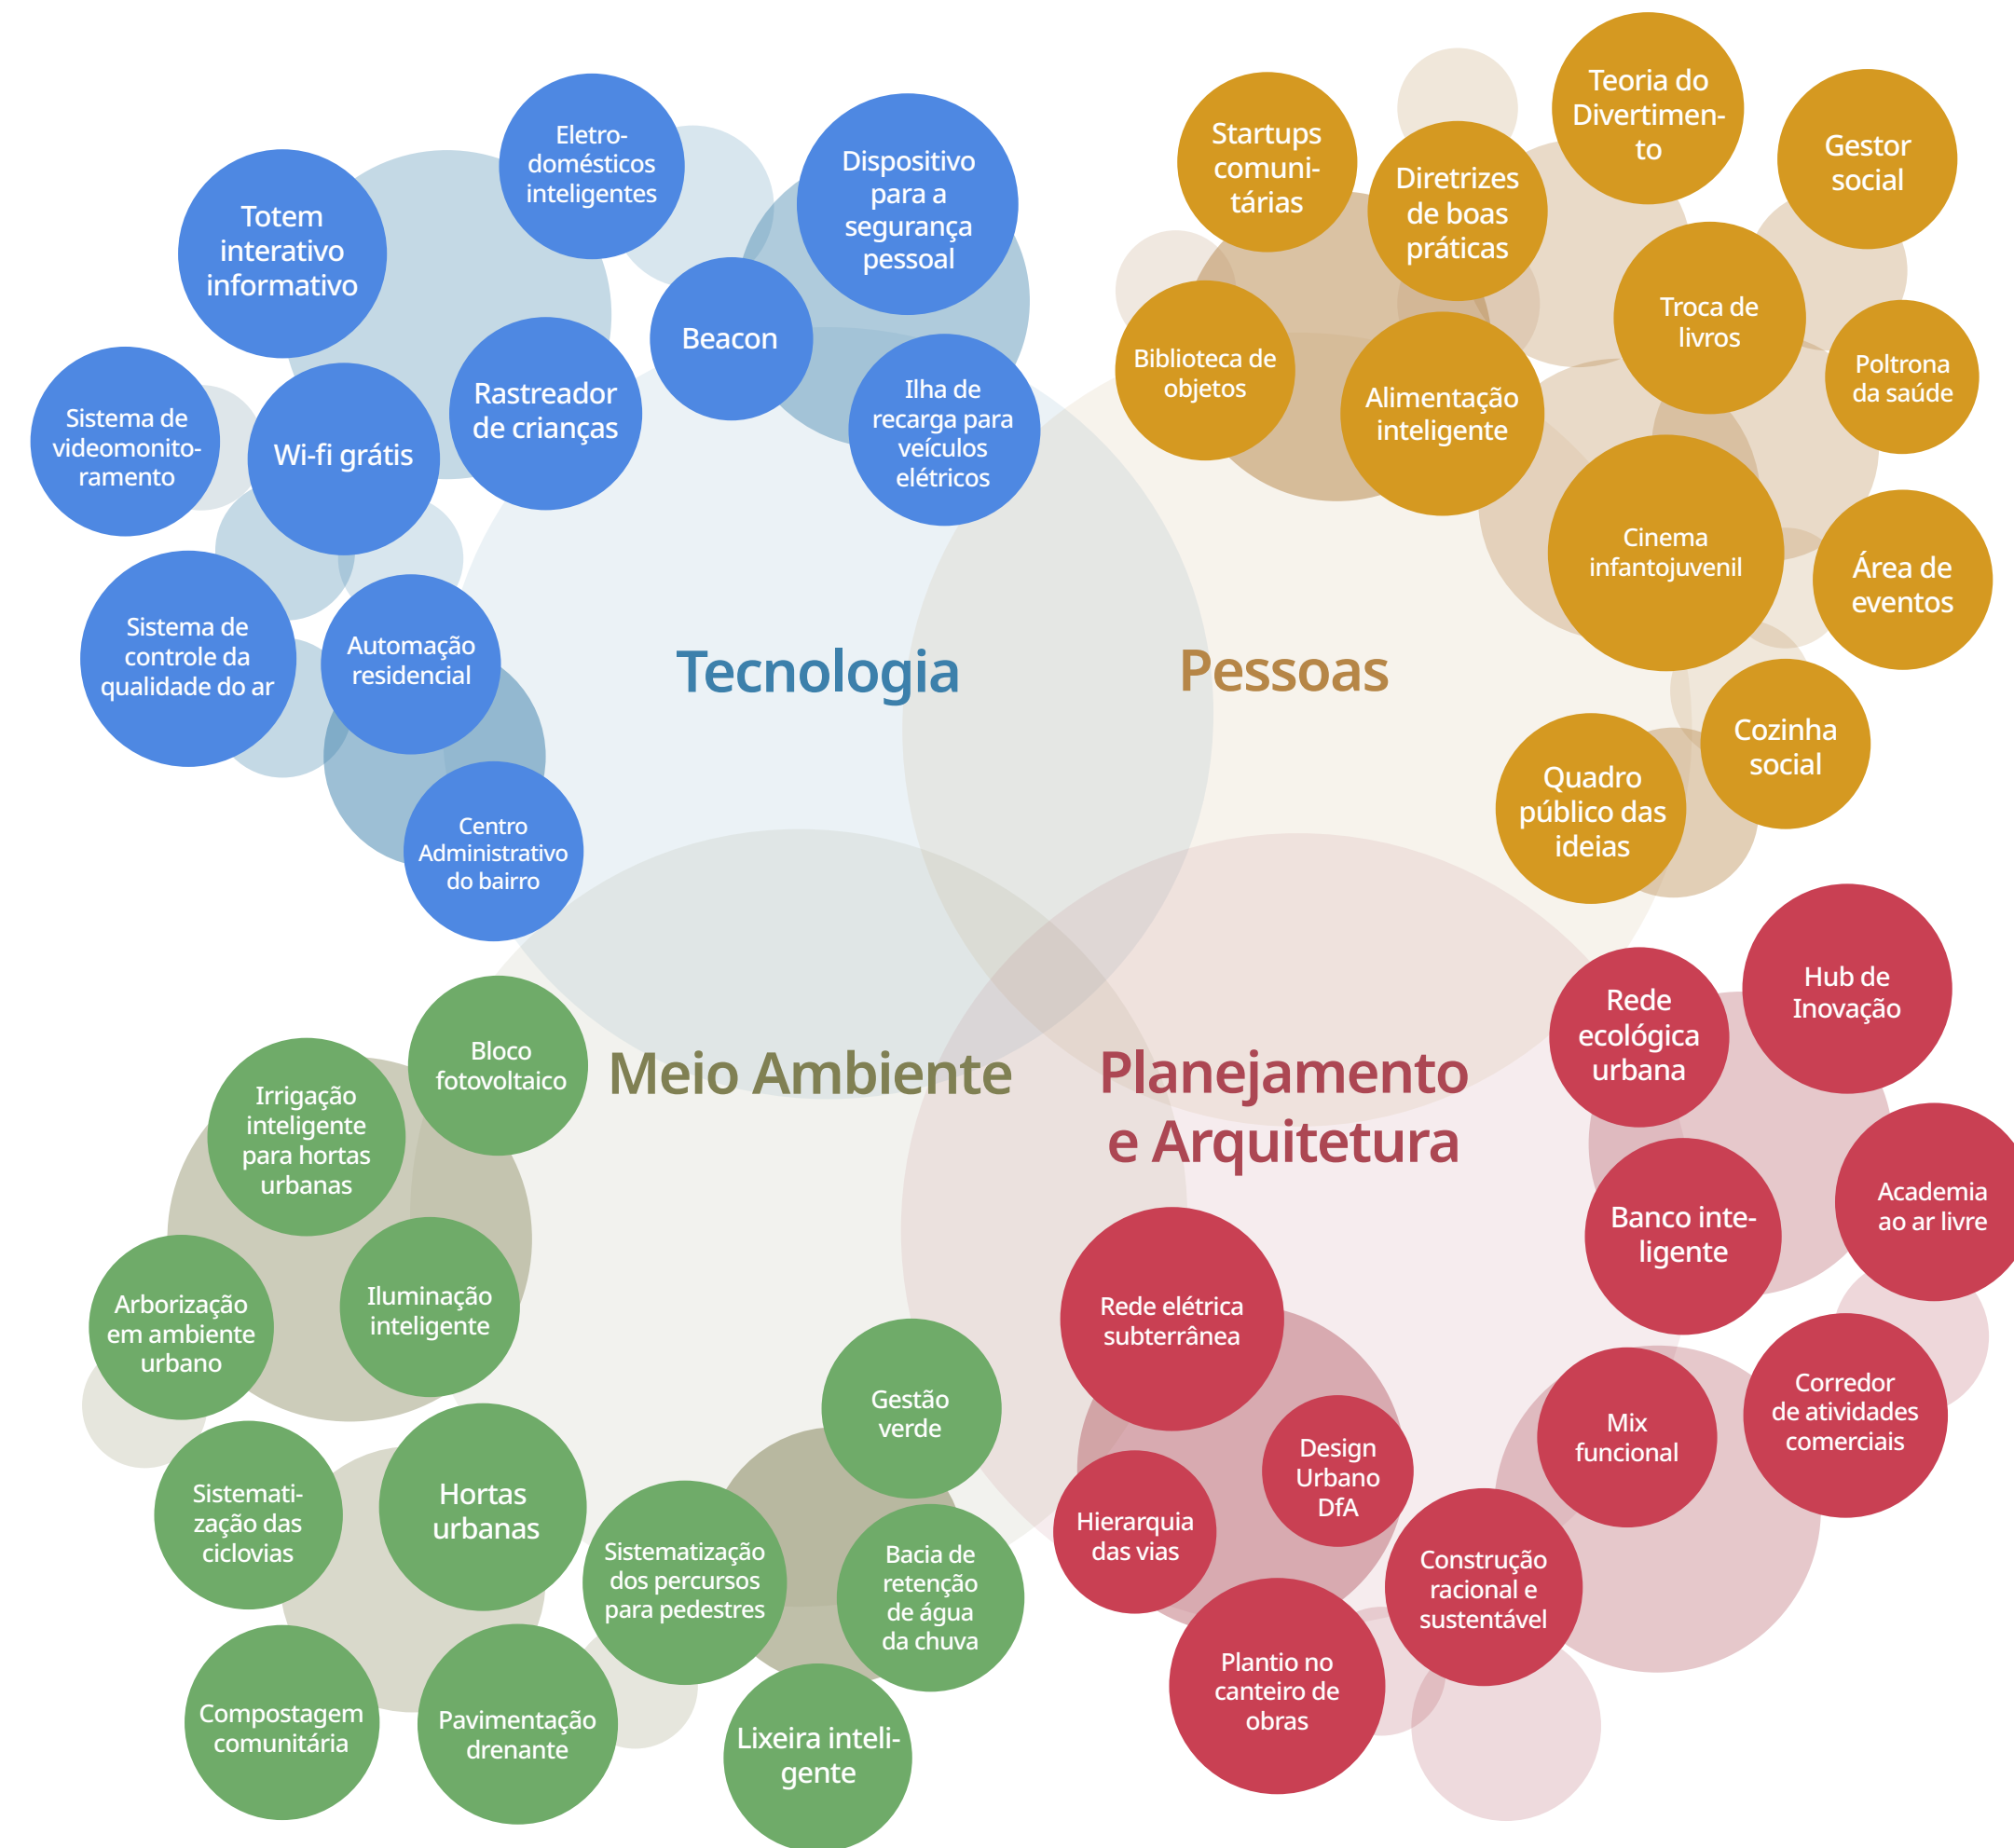 Eletro-
domésticos
inteligentes
Dispositivo
para a
segurança
pessoal
Totem
interativo
informativo
Beacon
Rastreador
de crianças
Ilha de
recarga para
veículos
elétricos
Sistema de
videomonito-
ramento
Wi-fi grátis
Sistema de
controle da
qualidade do ar
Automação
residencial
Centro
Administrativo
do bairro
Tecnologia
Startups
comuni-
tárias
Diretrizes
de boas
práticas
Teoria do
Divertimen-
to
Gestor
social
Troca de
livros
Biblioteca de
objetos
Alimentação
inteligente
Poltrona
da saúde
Cinema
infantojuvenil
Área de
eventos
Cozinha
social
Quadro
público das
ideias
Pessoas
Meio Ambiente
Bloco
fotovoltaico
Irrigação
inteligente
para hortas
urbanas
Iluminação
inteligente
Arborização
em ambiente
urbano
Sistemati-
zação das
ciclovias
Hortas
urbanas
Gestão
verde
Sistematização
dos percursos
para pedestres
Bacia de
retenção
de água
da chuva
Compostagem
comunitária
Pavimentação
drenante
Lixeira inteli-
gente
Planejamento
e Arquitetura
Rede
ecológica
urbana
Hub de
Inovação
Academia
ao ar livre
Banco inte-
ligente
Rede elétrica
subterrânea
Corredor
de atividades
comerciais
Mix
funcional
Design
Urbano
DfA
Hierarquia
das vias
Construção
racional e
sustentável
Plantio no
canteiro de
obras